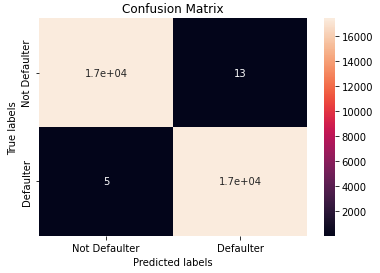 Confusion Matrix
True labels
Not Defaulter
Defaulter
1.7e+04
13
5
1.7e+04
Not Defaulter
Defaulter
Predicted labels
16000
14000
12000
10000
8000
6000
4000
2000